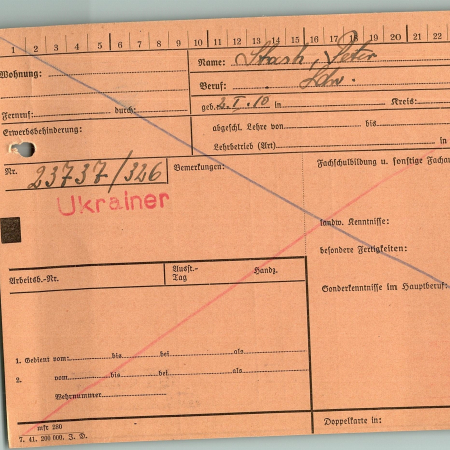 1 2 3 4 5 6 7 8 9 10 11 12 13 14 15 16 17 18 19 20 21 22
Wohnung:
Name: Stash, Peter
Beruf: Ldw.
Fernruf: durch:
geb. 2. I. 10 in Kreis:
Erwerbsbehinderung:
abgeschl. Lehre von bis
Lehrbetrieb (Art) in
Nr. 23737/326
Bemerkungen:
Fachschulbildung u. sonstige Fachau
Ukrainer
landw. Kenntnisse:
besondere Fertigkeiten:
Arbeitsb.-Nr.
Ausst.-Tag
Handz.
Sonderkenntnisse im Hauptberuf:
1. Gedient vom: bis bei als
2. vom bis bei als
Wehrnummer
mkr 280
7. 41. 200 000. J. D.
Doppelkarte in: